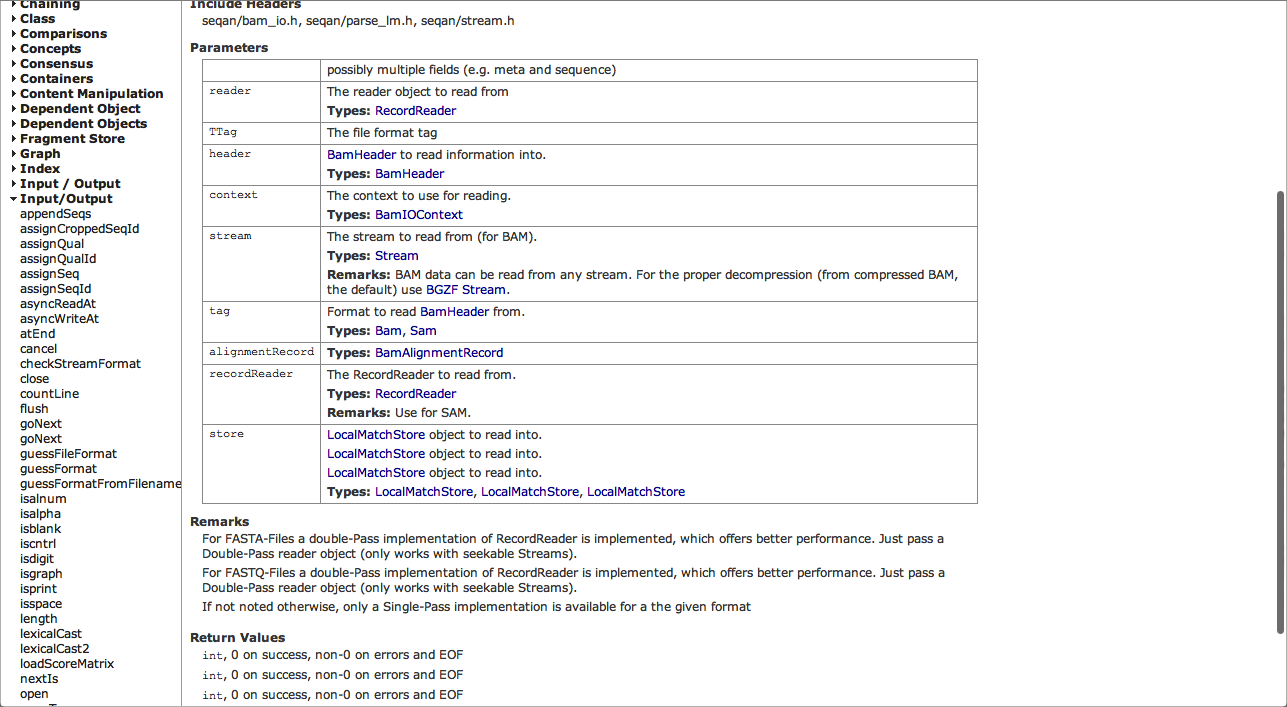 Chaining
Class
Comparisons
Concepts
Consensus
Containers
Content Manipulation
Dependent Object
Dependent Objects
Fragment Store
Graph
Index
Input / Output
Input/Output
appendSeqs
assignCroppedSeqId
assignQual
assignQualId
assignSeq
assignSeqId
asyncReadAt
asyncWriteAt
atEnd
cancel
checkStreamFormat
close
countLine
flush
goNext
goNext
guessFileFormat
guessFormat
guessFormatFromFilename
isalnum
isalpha
isblank
iscntrl
isdigit
isgraph
isprint
isspace
length
lexicalCast
lexicalCast2
loadScoreMatrix
nextIs
open
Include Headers
seqan/bam_io.h, seqan/parse_lm.h, seqan/stream.h
Parameters
possibly multiple fields (e.g. meta and sequence)
reader
The reader object to read from
Types: RecordReader
TTag
The file format tag
header
BamHeader to read information into.
Types: BamHeader
context
The context to use for reading.
Types: BamIOContext
stream
The stream to read from (for BAM).
Types: Stream
Remarks: BAM data can be read from any stream. For the proper decompression (from compressed BAM,
the default) use BGZF Stream.
tag
Format to read BamHeader from.
Types: Bam, Sam
alignmentRecord
Types: BamAlignmentRecord
recordReader
The RecordReader to read from.
Types: RecordReader
Remarks: Use for SAM.
store
LocalMatchStore object to read into.
LocalMatchStore object to read into.
LocalMatchStore object to read into.
Types: LocalMatchStore, LocalMatchStore, LocalMatchStore
Remarks
For FASTA-Files a double-Pass implementation of RecordReader is implemented, which offers better performance. Just pass a
Double-Pass reader object (only works with seekable Streams).
For FASTQ-Files a double-Pass implementation of RecordReader is implemented, which offers better performance. Just pass a
Double-Pass reader object (only works with seekable Streams).
If not noted otherwise, only a Single-Pass implementation is available for a the given format
Return Values
int, 0 on success, non-0 on errors and EOF
int, 0 on success, non-0 on errors and EOF
int, 0 on success, non-0 on errors and EOF